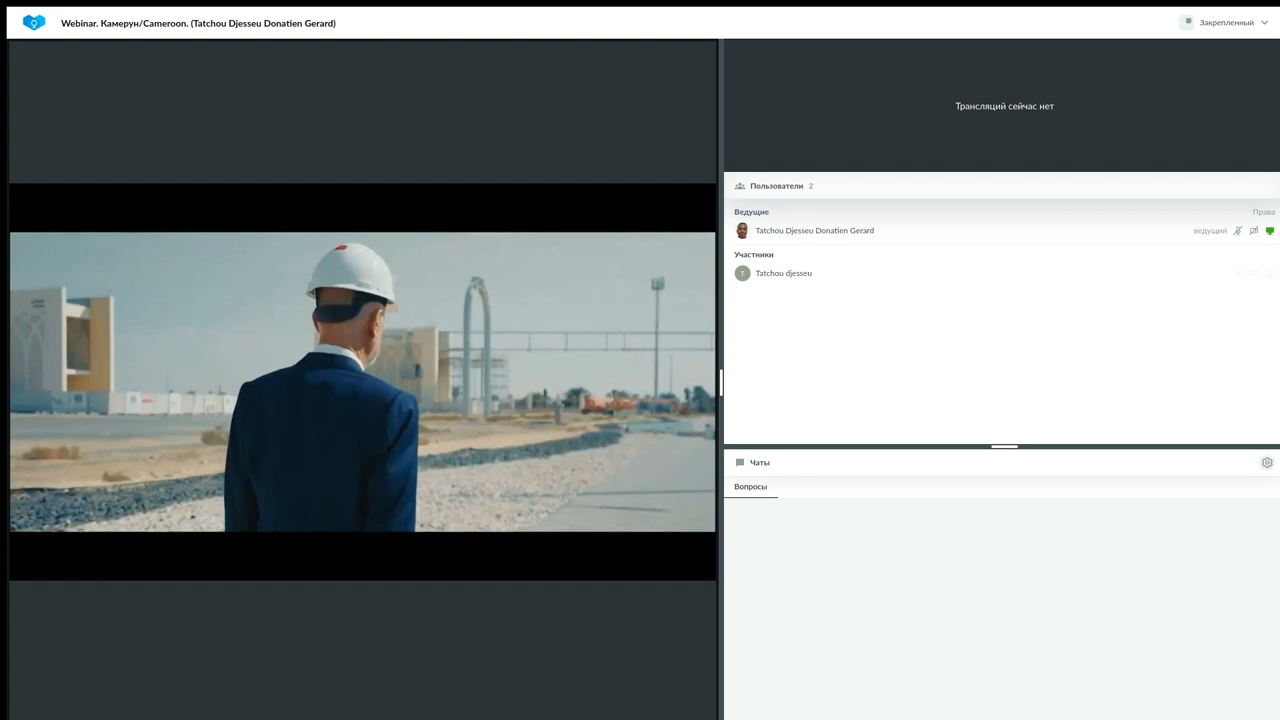 Webinar. Камерун/Cameroon. (Tatchou Djesseu Donatien Gerard)
Закрепленный
Трансляций сейчас нет
Пользователи 2
Ведущие Права
Tatchou Djesseu Donatien Gerard ведущий
Участники
T Tatchou djesseu
Чаты
Вопросы